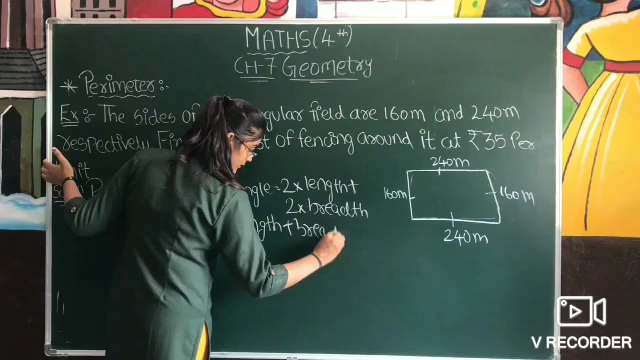 MATHS (4th)
CH-7 Geometry
* Perimeter:-
Ex:- The sides of gular field are 160m and 240m
respectively. Fin t of fencing around it at ₹35 Per
it
ngle = 2x length +
2x breadth
ngth + brea
240m
160m
160m
240m
V RECORDER